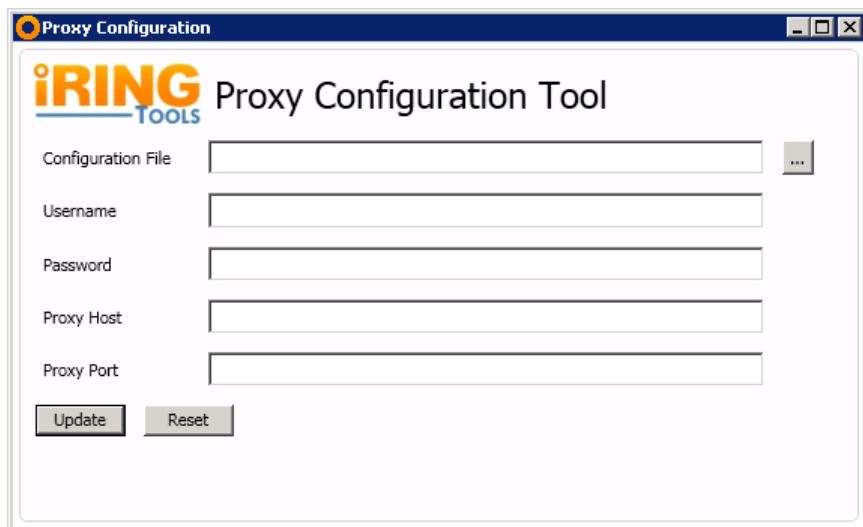 Proxy Configuration
iRING
TOOLS
Proxy Configuration Tool
Configuration File
...
Username
Password
Proxy Host
Proxy Port
Update Reset